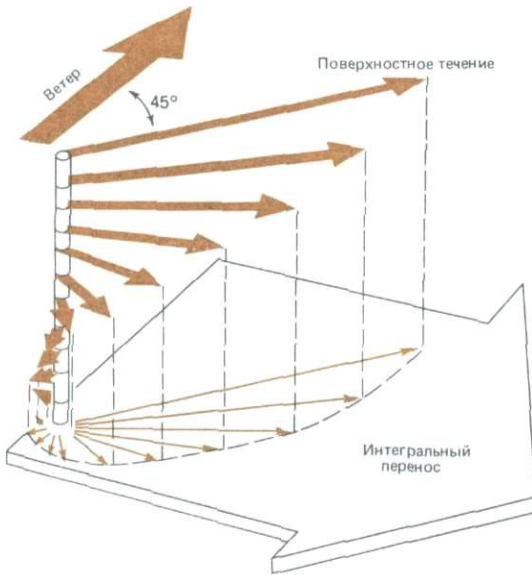 Ветер
45°
Поверхностное течение
Интегральный
перенос